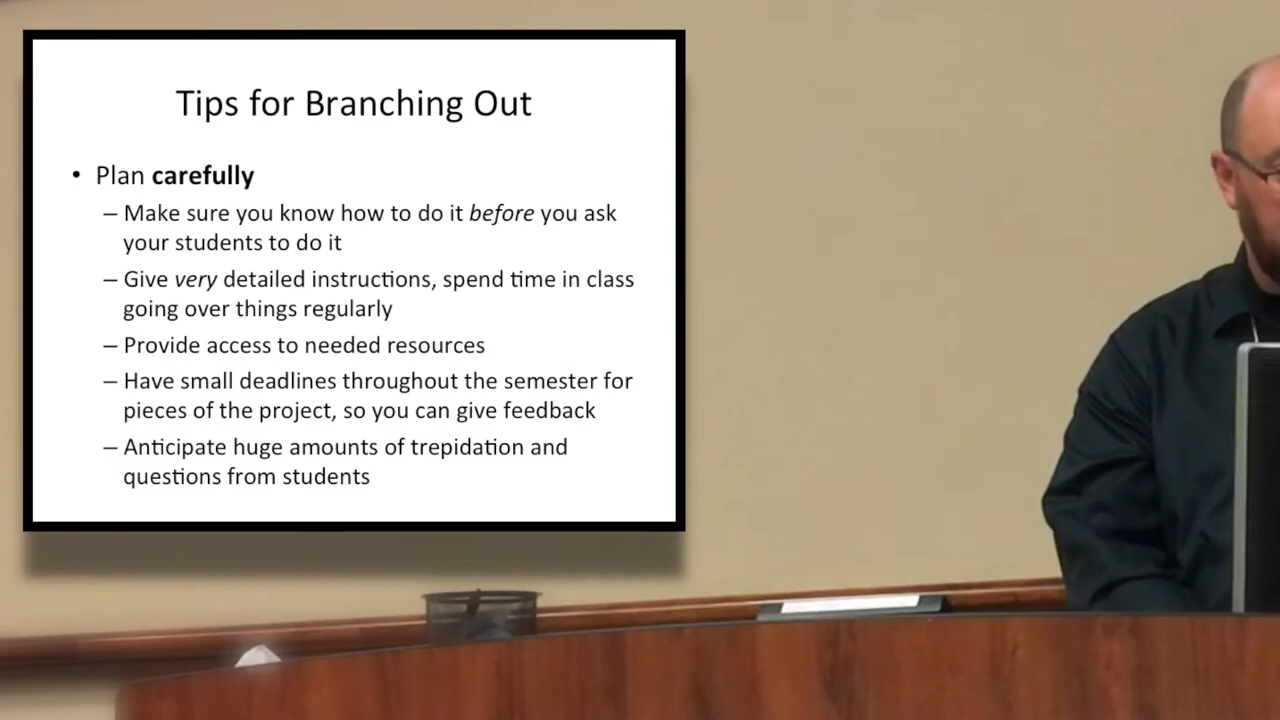 Tips for Branching Out
• Plan carefully
– Make sure you know how to do it before you ask
your students to do it
– Give very detailed instructions, spend time in class
going over things regularly
– Provide access to needed resources
– Have small deadlines throughout the semester for
pieces of the project, so you can give feedback
– Anticipate huge amounts of trepidation and
questions from students